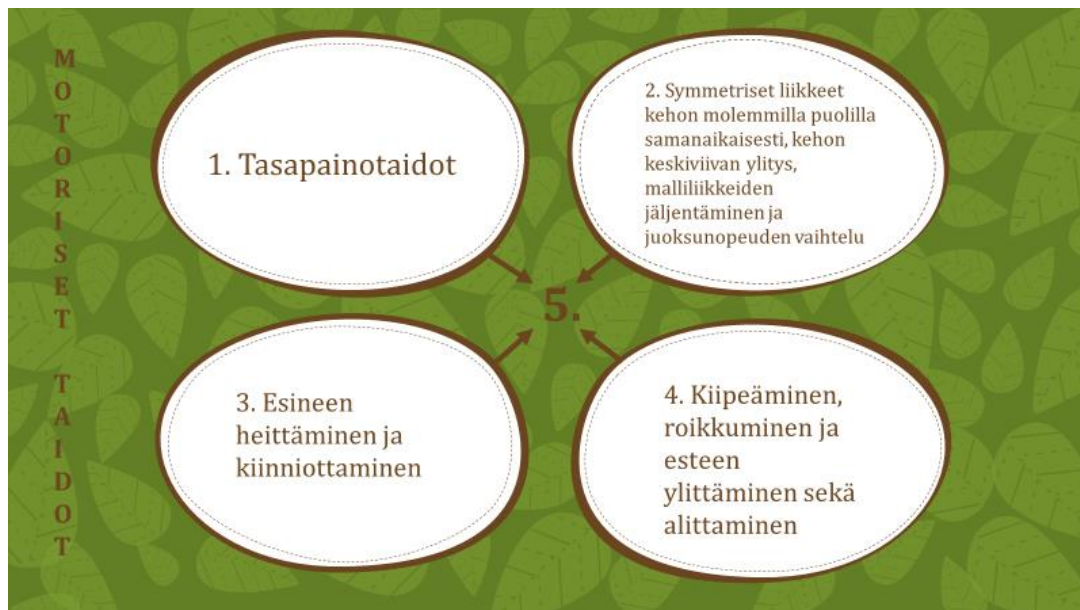 MOTORISET TAIDOT
1. Tasapainotaidot
2. Symmetriset liikkeet
kehon molemmilla puolilla
samanaikaisesti, kehon
keskiviivan ylitys,
malliliikkeiden
jäljentäminen ja
juoksunopeuden vaihtelu
5.
3. Esineen
heittäminen ja
kiinniottaminen
4. Kiipeäminen,
roikkuminen ja
esteen
ylittäminen sekä
alittaminen